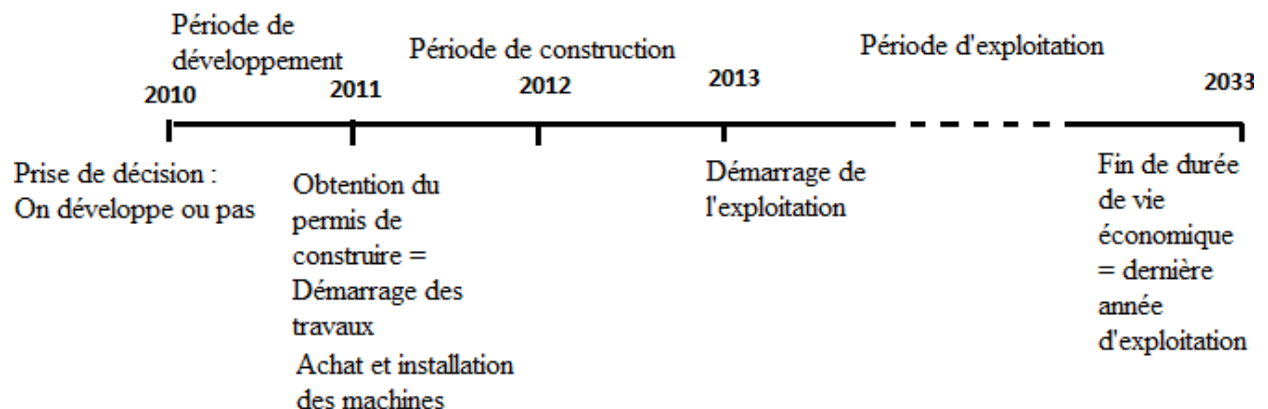 Période de
développement
Période de construction
Période d'exploitation
2010
2011
2012
2013
2033
Prise de décision :
On développe ou pas
Obtention du
permis de
construire =
Démarrage des
travaux
Achat et installation
des machines
Démarrage de
l'exploitation
Fin de durée
de vie
économique
= dernière
année
d'exploitation